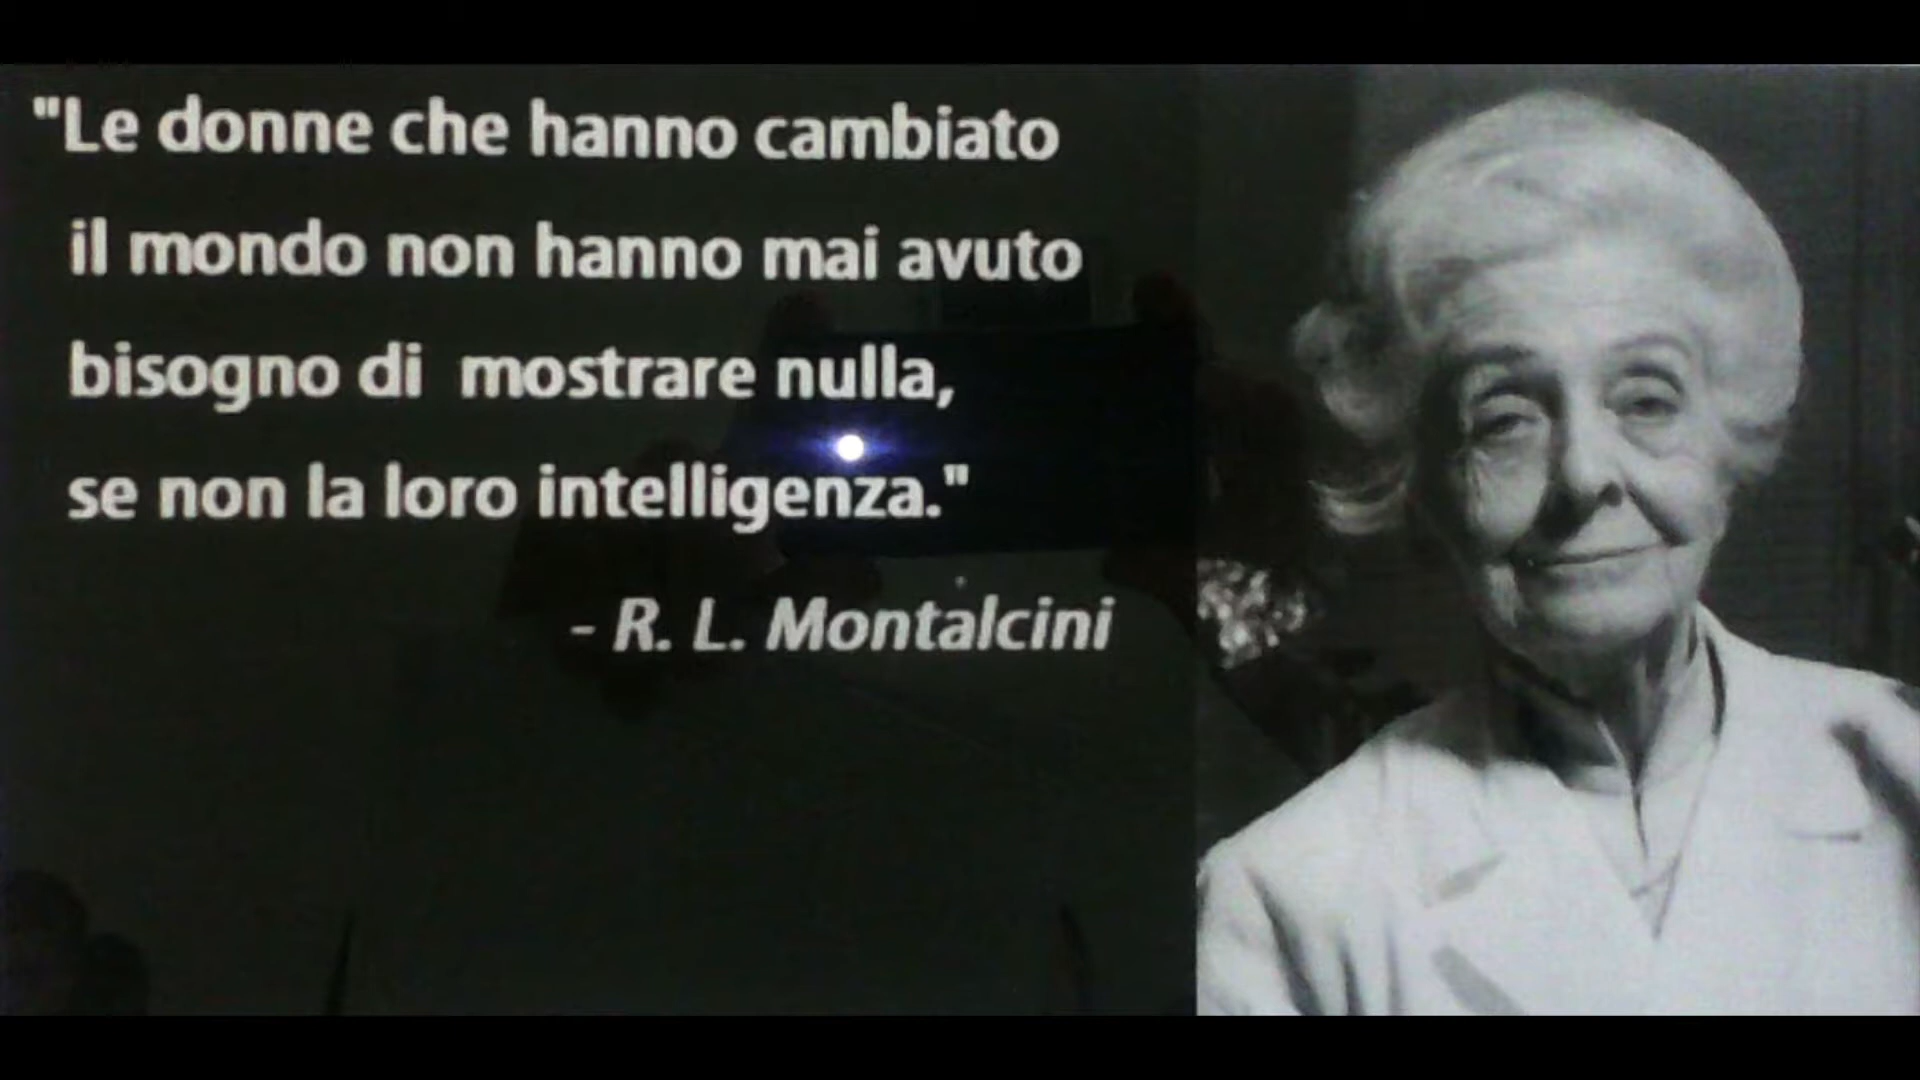 "Le donne che hanno cambiato
il mondo non hanno mai avuto
bisogno di mostrare nulla,
se non la loro intelligenza."
- R. L. Montalcini